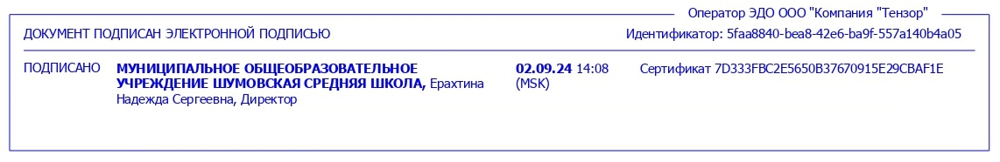 Оператор ЭДО ООО "Компания "Тензор"
ДОКУМЕНТ ПОДПИСАН ЭЛЕКТРОННОЙ ПОДПИСЬЮ Идентификатор: 5faa8840-bea8-42e6-ba9f-557a140b4a05
ПОДПИСАНО МУНИЦИПАЛЬНОЕ ОБЩЕОБРАЗОВАТЕЛЬНОЕ 02.09.24 14:08 Сертификат 7D333FBC2E5650B37670915E29CBAF1E
УЧРЕЖДЕНИЕ ШУМОВСКАЯ СРЕДНЯЯ ШКОЛА, Ерахтина (MSK)
Надежда Сергеевна, Директор